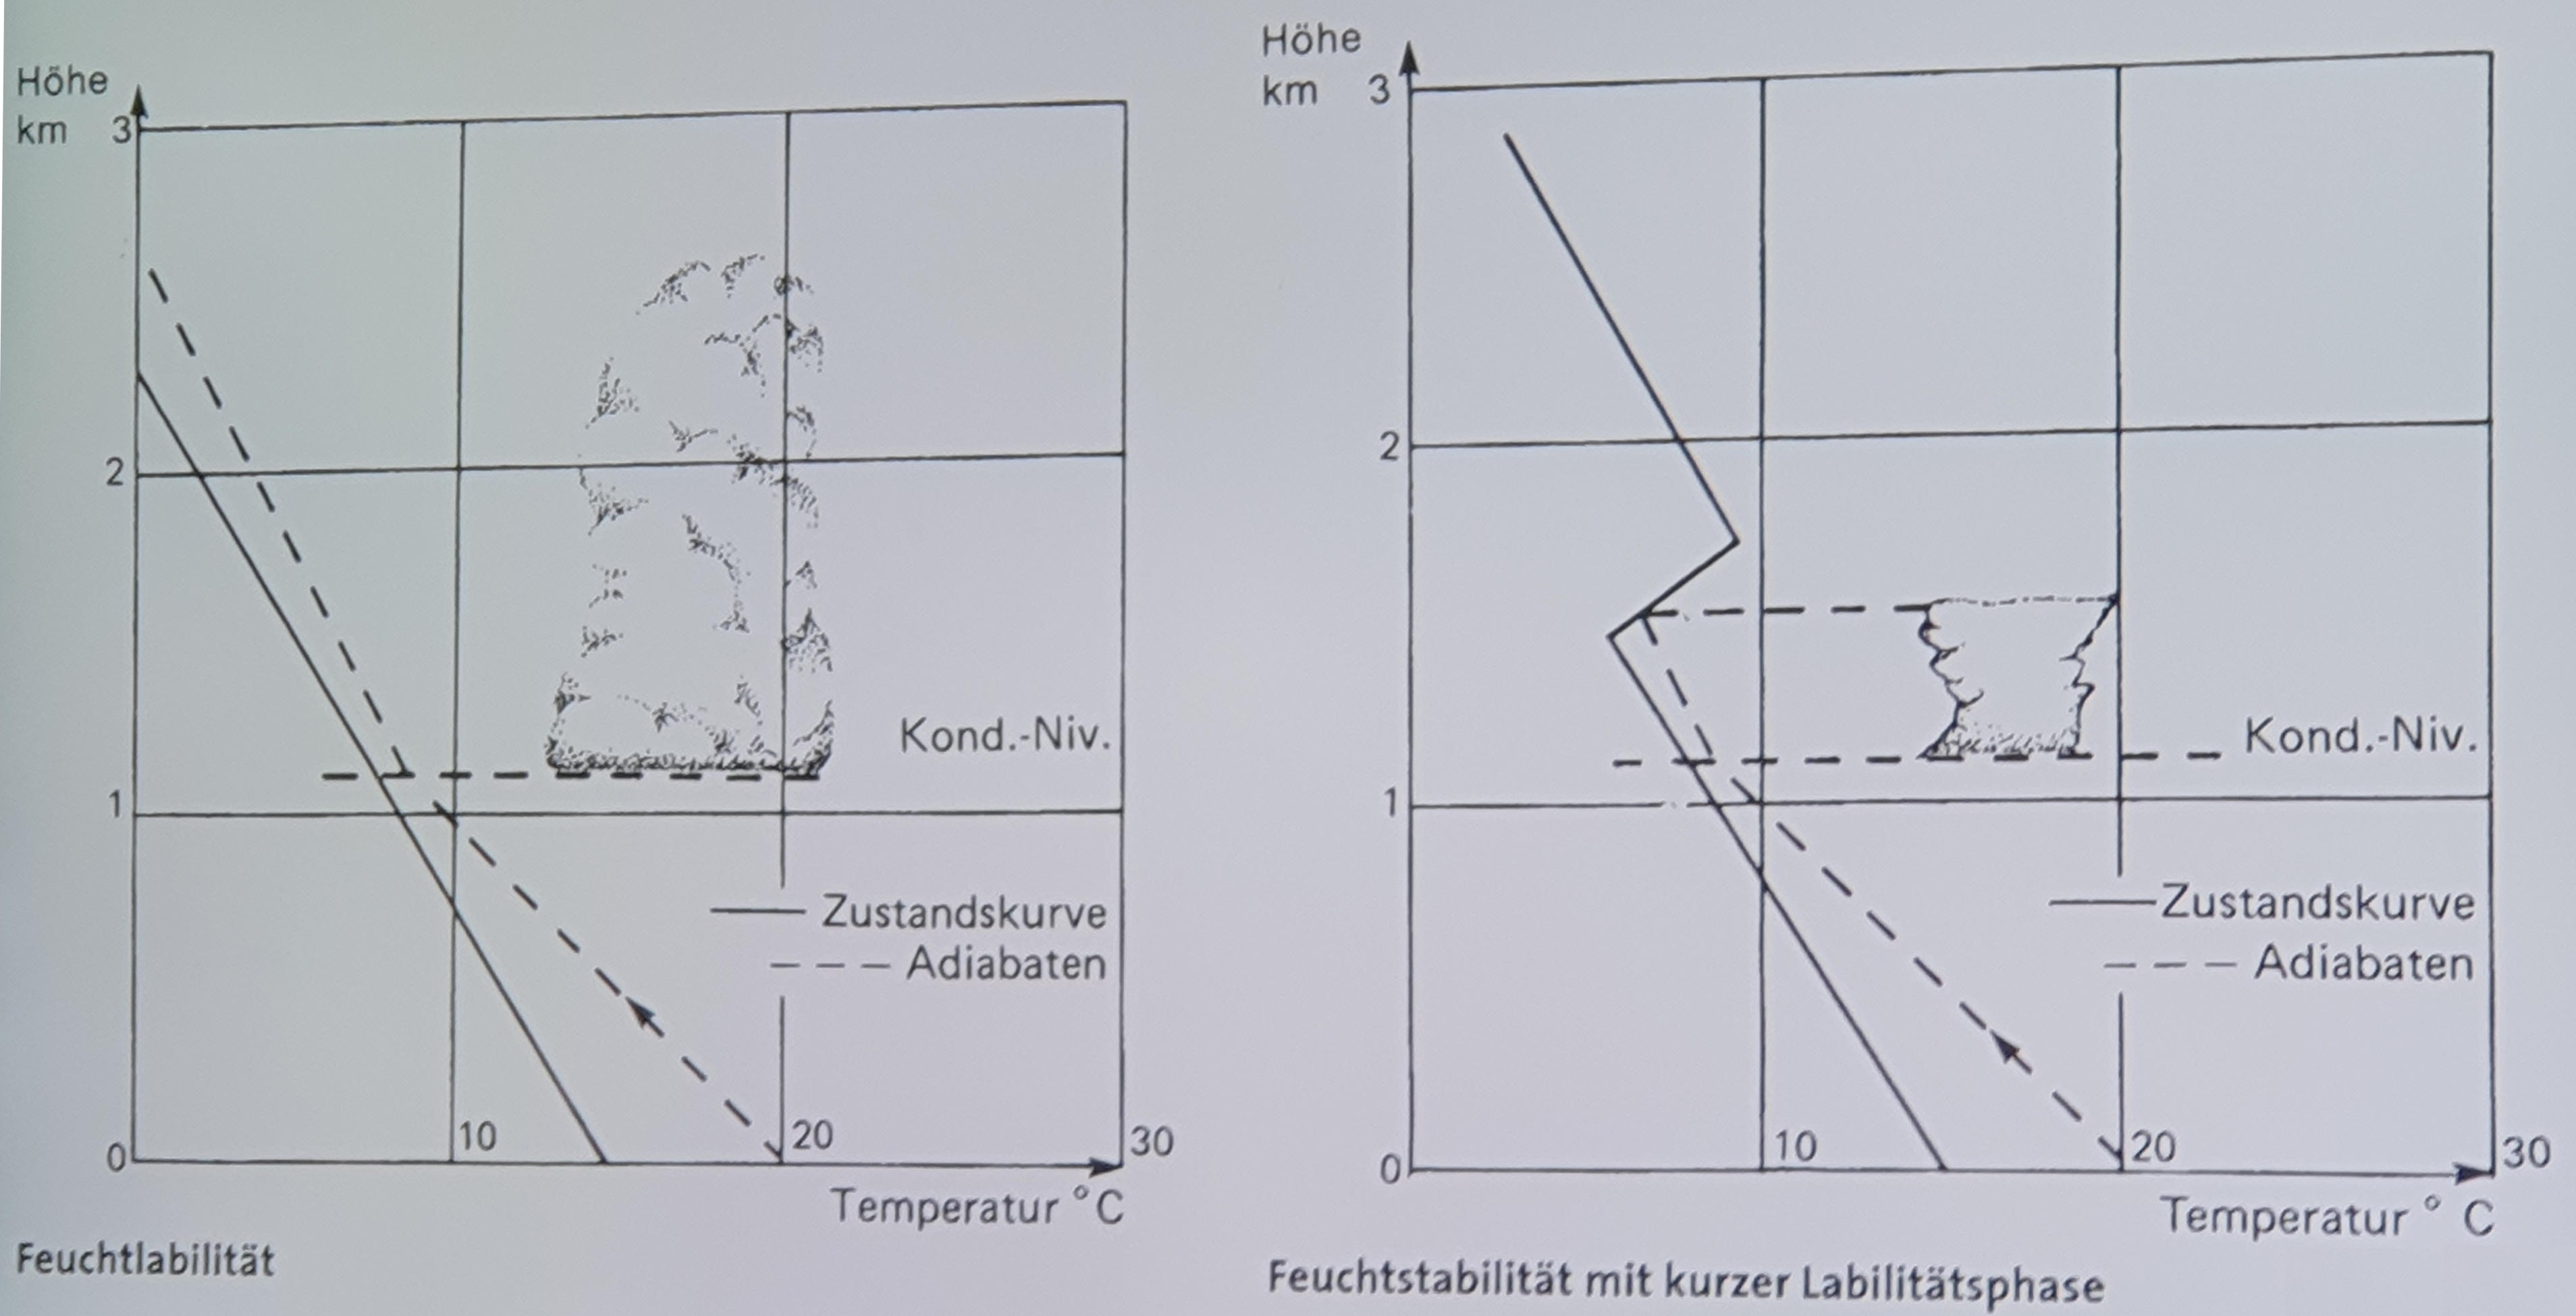 Höhe
km 3
2
1
0
10
20
30
Kond.-Niv.
Zustandskurve
Adiabaten
Temperatur °C
Feuchtlabilität
Höhe
km 3
2
1
0
10
20
30
Kond.-Niv.
Zustandskurve
Adiabaten
Temperatur ° C
Feuchtstabilität mit kurzer Labilitätsphase